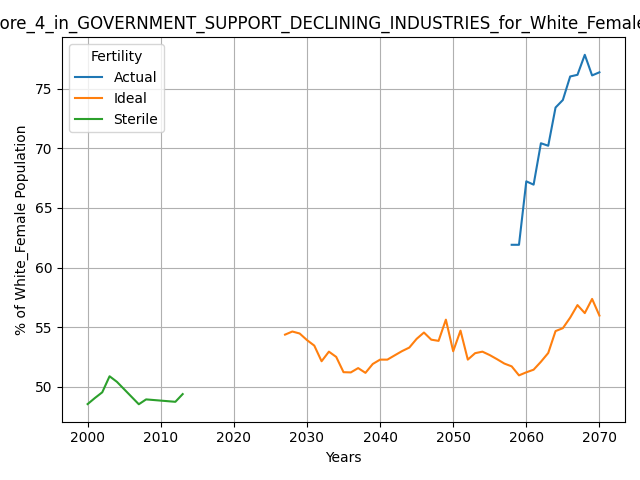 ore_4_in_GOVERNMENT_SUPPORT_DECLINING_INDUSTRIES_for_White_Female
Fertility
Actual
Ideal
Sterile
% of White_Female Population
75
70
65
60
55
50
2000 2010 2020 2030 2040 2050 2060 2070
Years